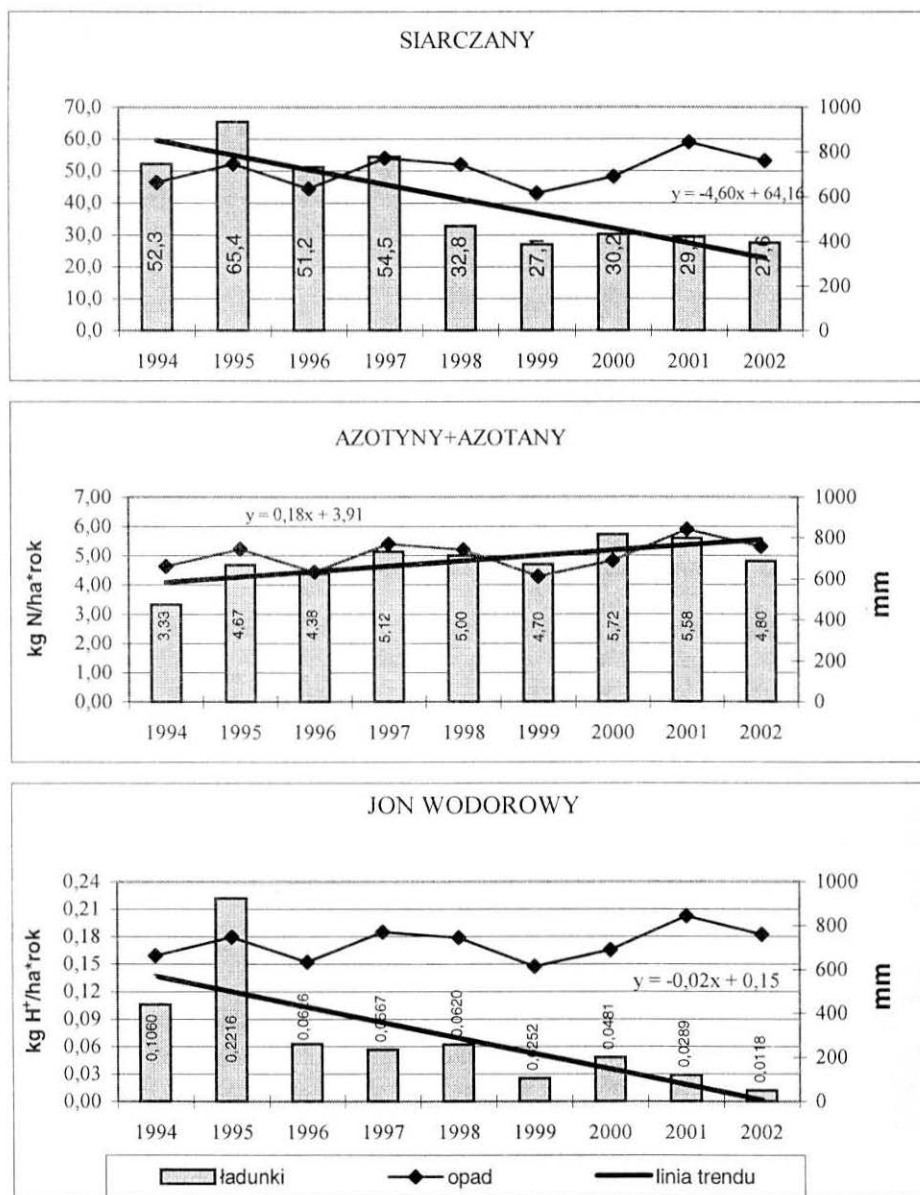 SIARCZANY
70,0 1000
60,0 800
50,0
y = -4,60x + 64,16
40,0 600
30,0 400
20,0 200
10,0
0,0 0
52,3 65,4 51,2 54,5 32,8 30,2 27,6
1994 1995 1996 1997 1998 1999 2000 2001 2002
AZOTYNY+AZOTANY
kg N/ha*rok
7,00 1000
y = 0,18x + 3,91
6,00 800
5,00
4,00 600
3,00 400
2,00 200
1,00
0,00 0
mm
3,33 4,67 4,38 5,12 5,00 4,70 5,72 5,58 4,80
1994 1995 1996 1997 1998 1999 2000 2001 2002
JON WODOROWY
kg H⁺/ha*rok
0,24 1000
0,21 800
0,18
0,15 600
y = -0,02x + 0,15
0,12 400
0,09
0,06 200
0,03
0,00 0
mm
0,1060 0,2216 0,0567 0,0620 0,0252 0,0481 0,0289 0,0118
1994 1995 1996 1997 1998 1999 2000 2001 2002
ładunki opad linia trendu